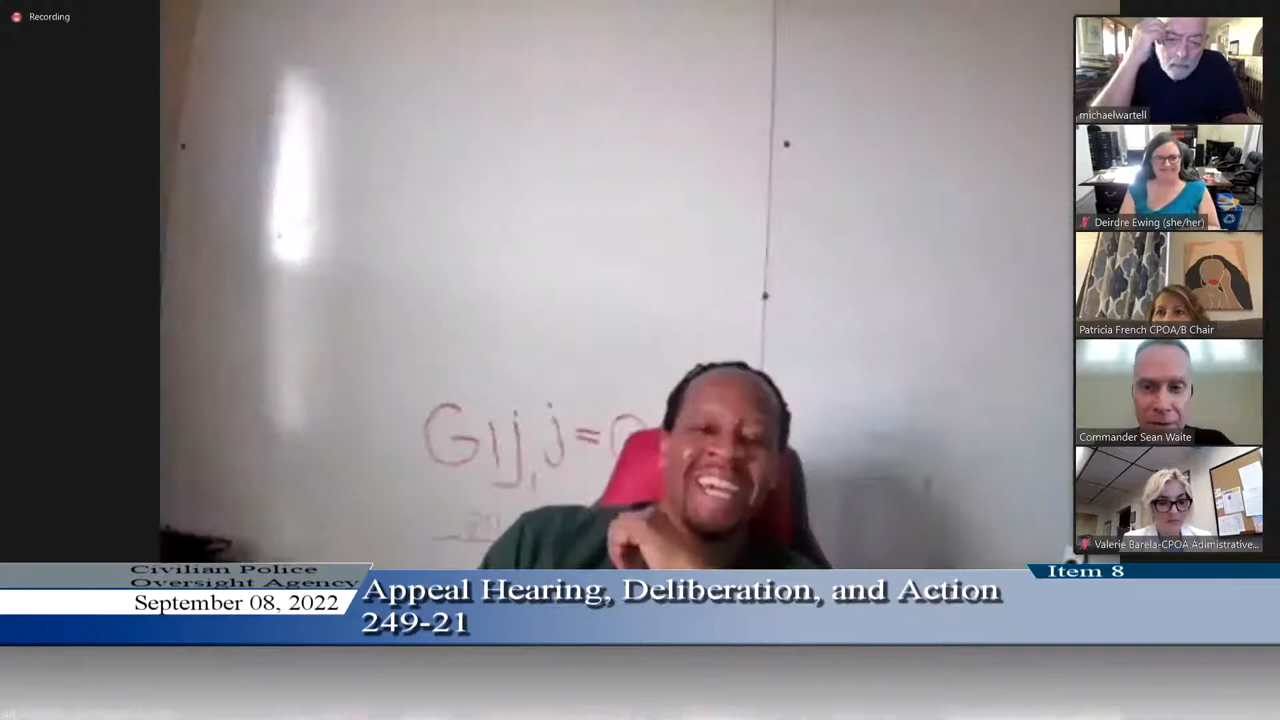 Recording
Gij,j=
michaelwartell
Deirdre Ewing (she/her)
Patricia French CPOA/B Chair
Commander Sean Waite
Valerie Barela-CPOA Adimistrative...
Civilian Police
Oversight Agency
September 08, 2022
Item 8
Appeal Hearing, Deliberation, and Action
249-21